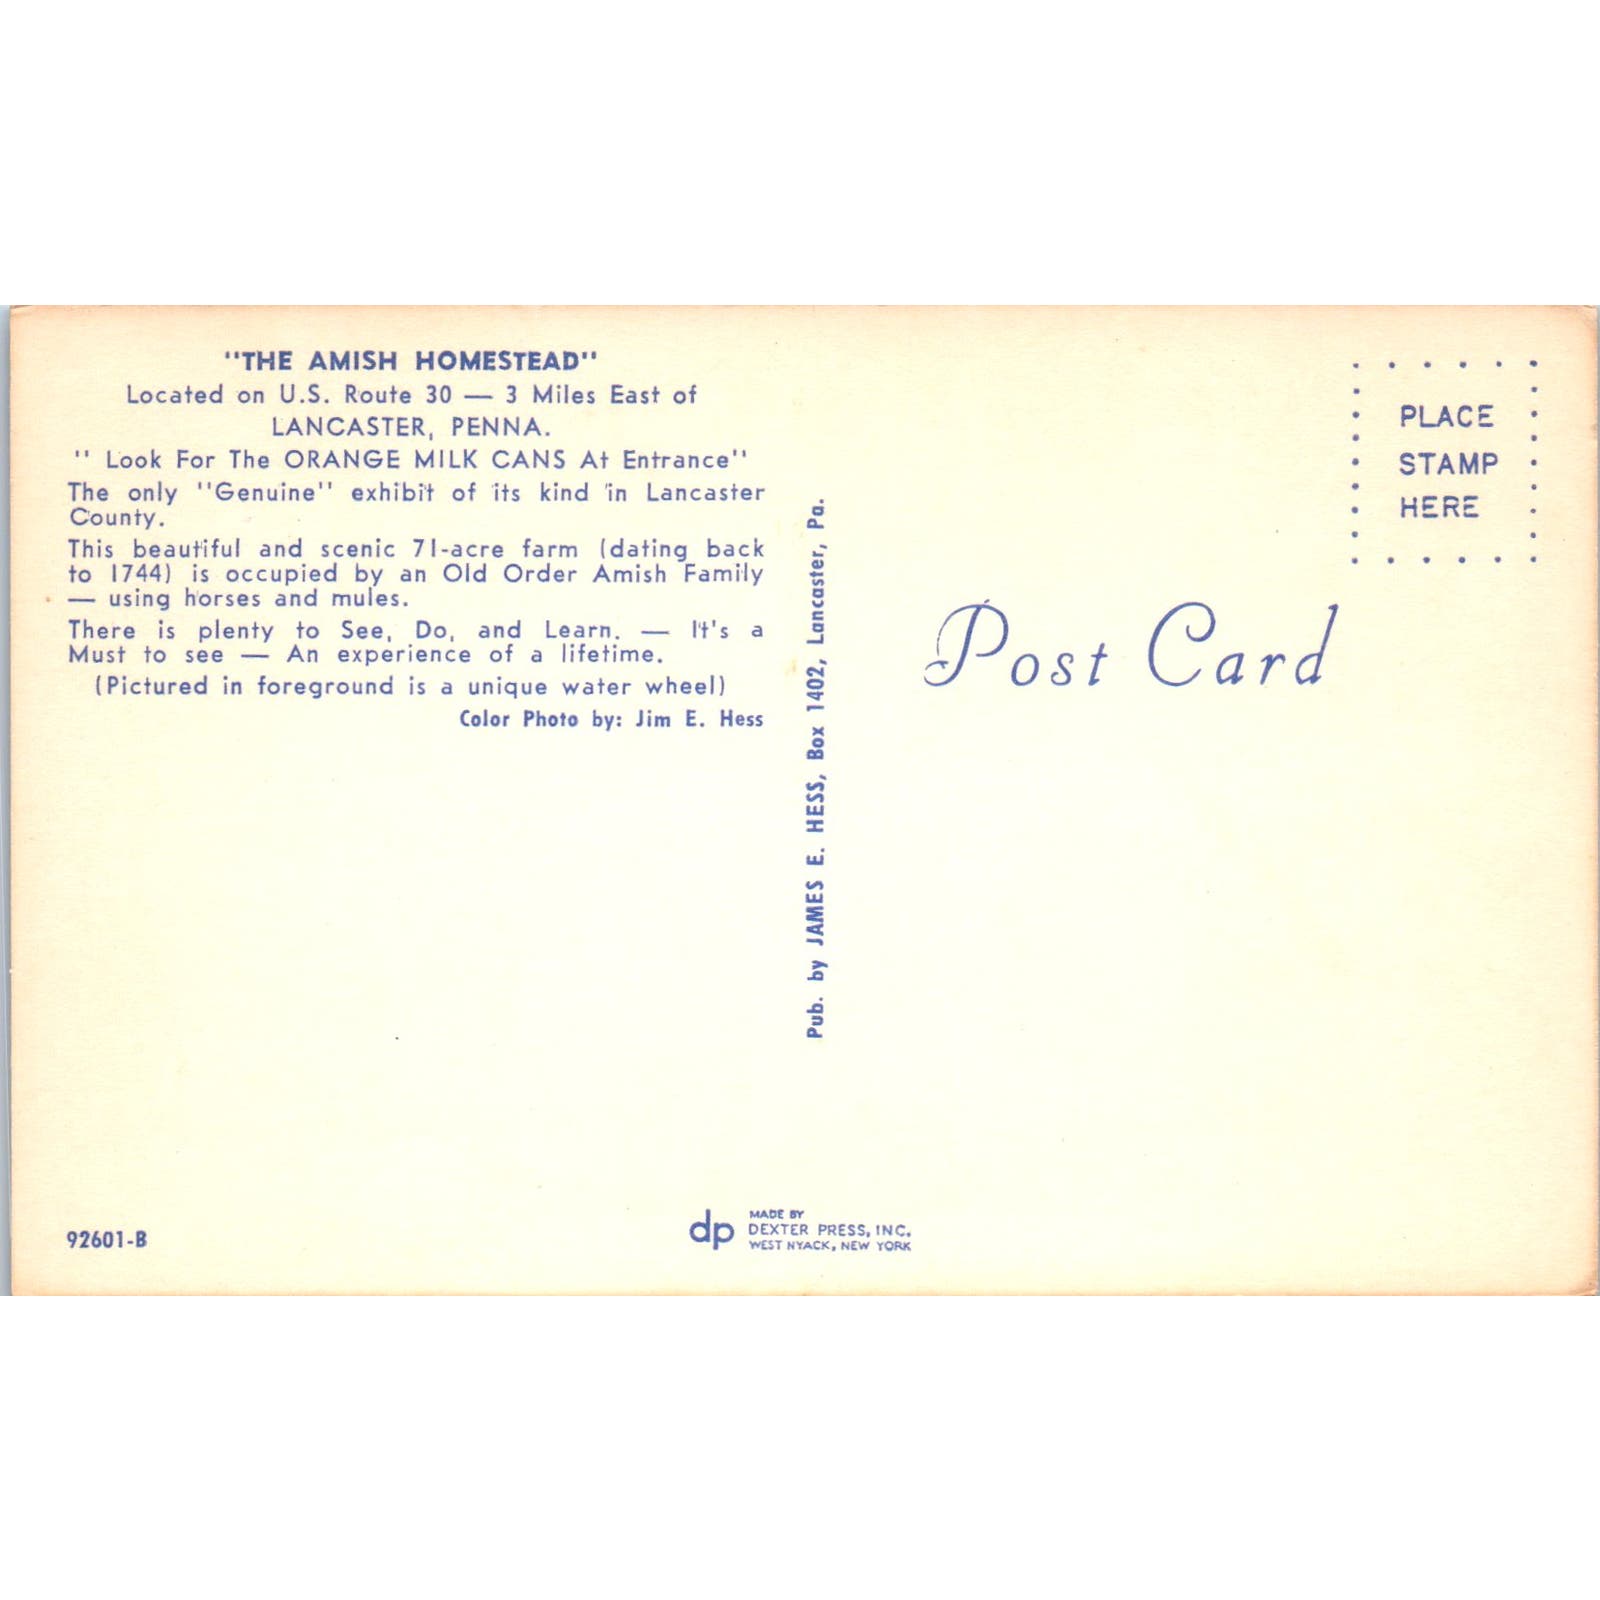 "THE AMISH HOMESTEAD"
Located on U.S. Route 30 — 3 Miles East of
LANCASTER, PENNA.
" Look For The ORANGE MILK CANS At Entrance"
The only "Genuine" exhibit of its kind in Lancaster
County.
This beautiful and scenic 71-acre farm (dating back
to 1744) is occupied by an Old Order Amish Family
— using horses and mules.
There is plenty to See, Do, and Learn. — It's a
Must to see — An experience of a lifetime.
(Pictured in foreground is a unique water wheel)
Color Photo by: Jim E. Hess
92601-B
Pub. by JAMES E. HESS, Box 1402, Lancaster, Pa.
dp
MADE BY
DEXTER PRESS, INC.
WEST NYACK, NEW YORK
PLACE
STAMP
HERE
Post Card